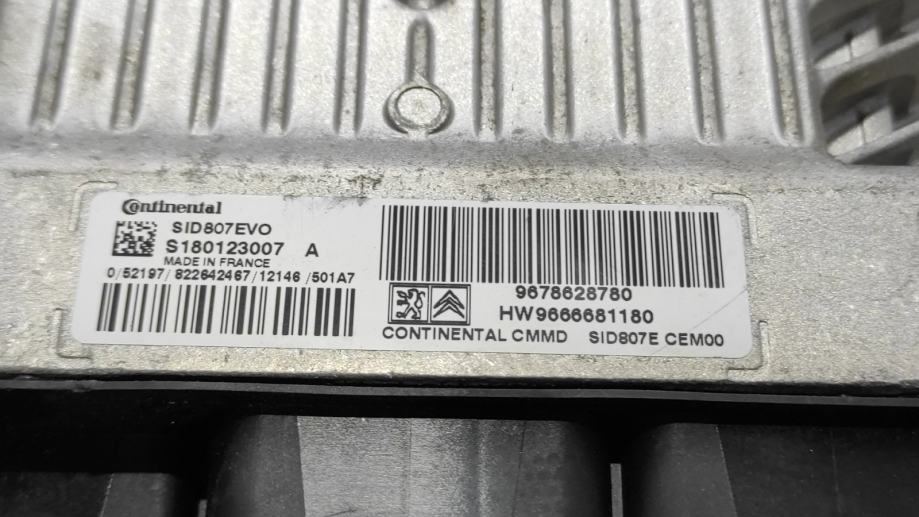 Continental
SID807EVO
S180123007 A
MADE IN FRANCE
0/52197/822642467/12146/501A7
9678628780
HW9666681180
CONTINENTAL CMMD SID807E CEM00